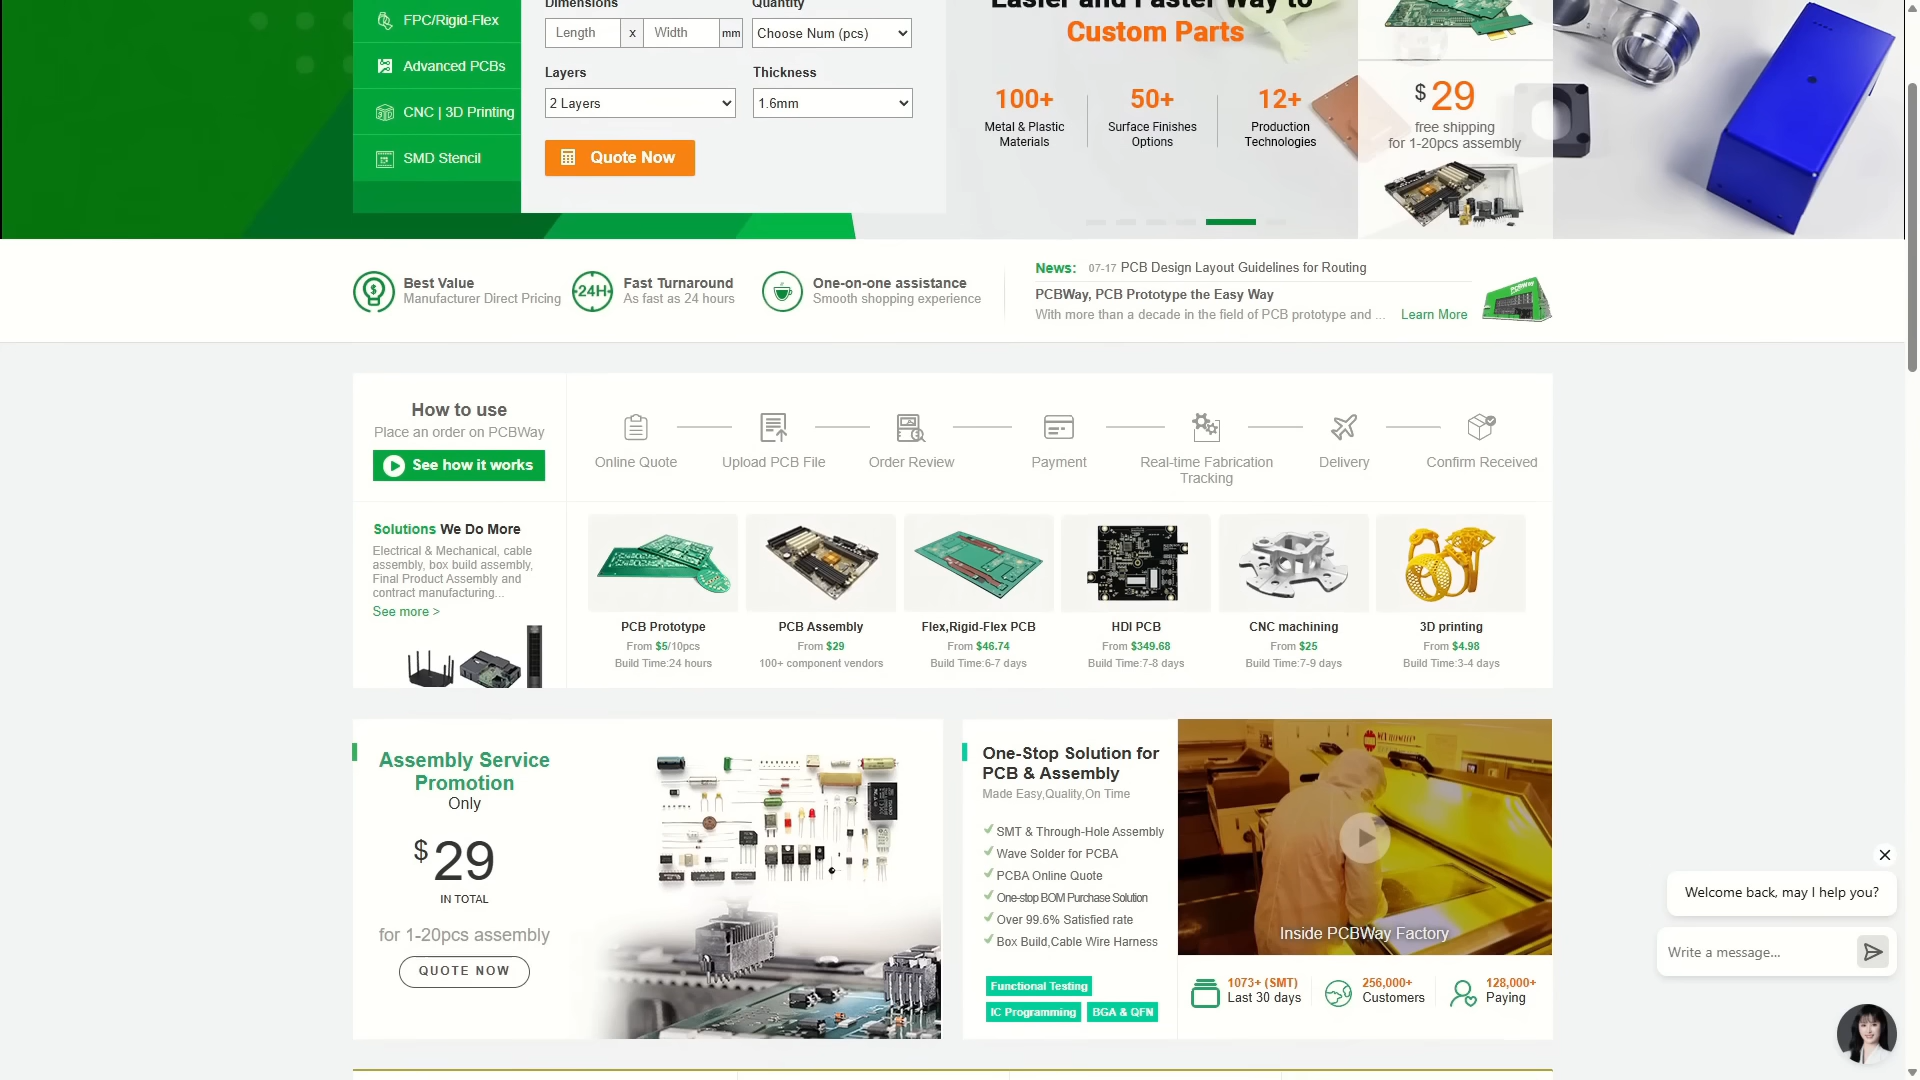 FPC/Rigid-Flex
Advanced PCBs
CNC | 3D Printing
SMD Stencil
Dimensions
Quantity
Length x Width mm
Choose Num (pcs)
Layers
Thickness
2 Layers
1.6mm
Quote Now
Easier and Faster Way to
Custom Parts
100+
Metal & Plastic
Materials
50+
Surface Finishes
Options
12+
Production
Technologies
$29
free shipping
for 1-20pcs assembly
Best Value
Manufacturer Direct Pricing
24H
Fast Turnaround
As fast as 24 hours
One-on-one assistance
Smooth shopping experience
News: 07-17 PCB Design Layout Guidelines for Routing
PCBWay, PCB Prototype the Easy Way
With more than a decade in the field of PCB prototype and ... Learn More
PCBWay
How to use
Place an order on PCBWay
See how it works
Online Quote
Upload PCB File
Order Review
Payment
Real-time Fabrication
Tracking
Delivery
Confirm Received
Solutions We Do More
Electrical & Mechanical, cable
assembly, box build assembly,
Final Product Assembly and
contract manufacturing...
See more >
PCB Prototype
From $5/10pcs
Build Time:24 hours
PCB Assembly
From $29
100+ component vendors
Flex,Rigid-Flex PCB
From $46.74
Build Time:6-7 days
HDI PCB
From $349.68
Build Time:7-8 days
CNC machining
From $25
Build Time:7-9 days
3D printing
From $4.98
Build Time:3-4 days
Assembly Service
Promotion
Only
$29
IN TOTAL
for 1-20pcs assembly
QUOTE NOW
One-Stop Solution for
PCB & Assembly
Made Easy,Quality,On Time
SMT & Through-Hole Assembly
Wave Solder for PCBA
PCBA Online Quote
One-stop BOM Purchase Solution
Over 99.6% Satisfied rate
Box Build,Cable Wire Harness
Functional Testing
IC Programming
BGA & QFN
Inside PCBWay Factory
1073+ (SMT)
Last 30 days
256,000+
Customers
128,000+
Paying
Welcome back, may I help you?
Write a message...